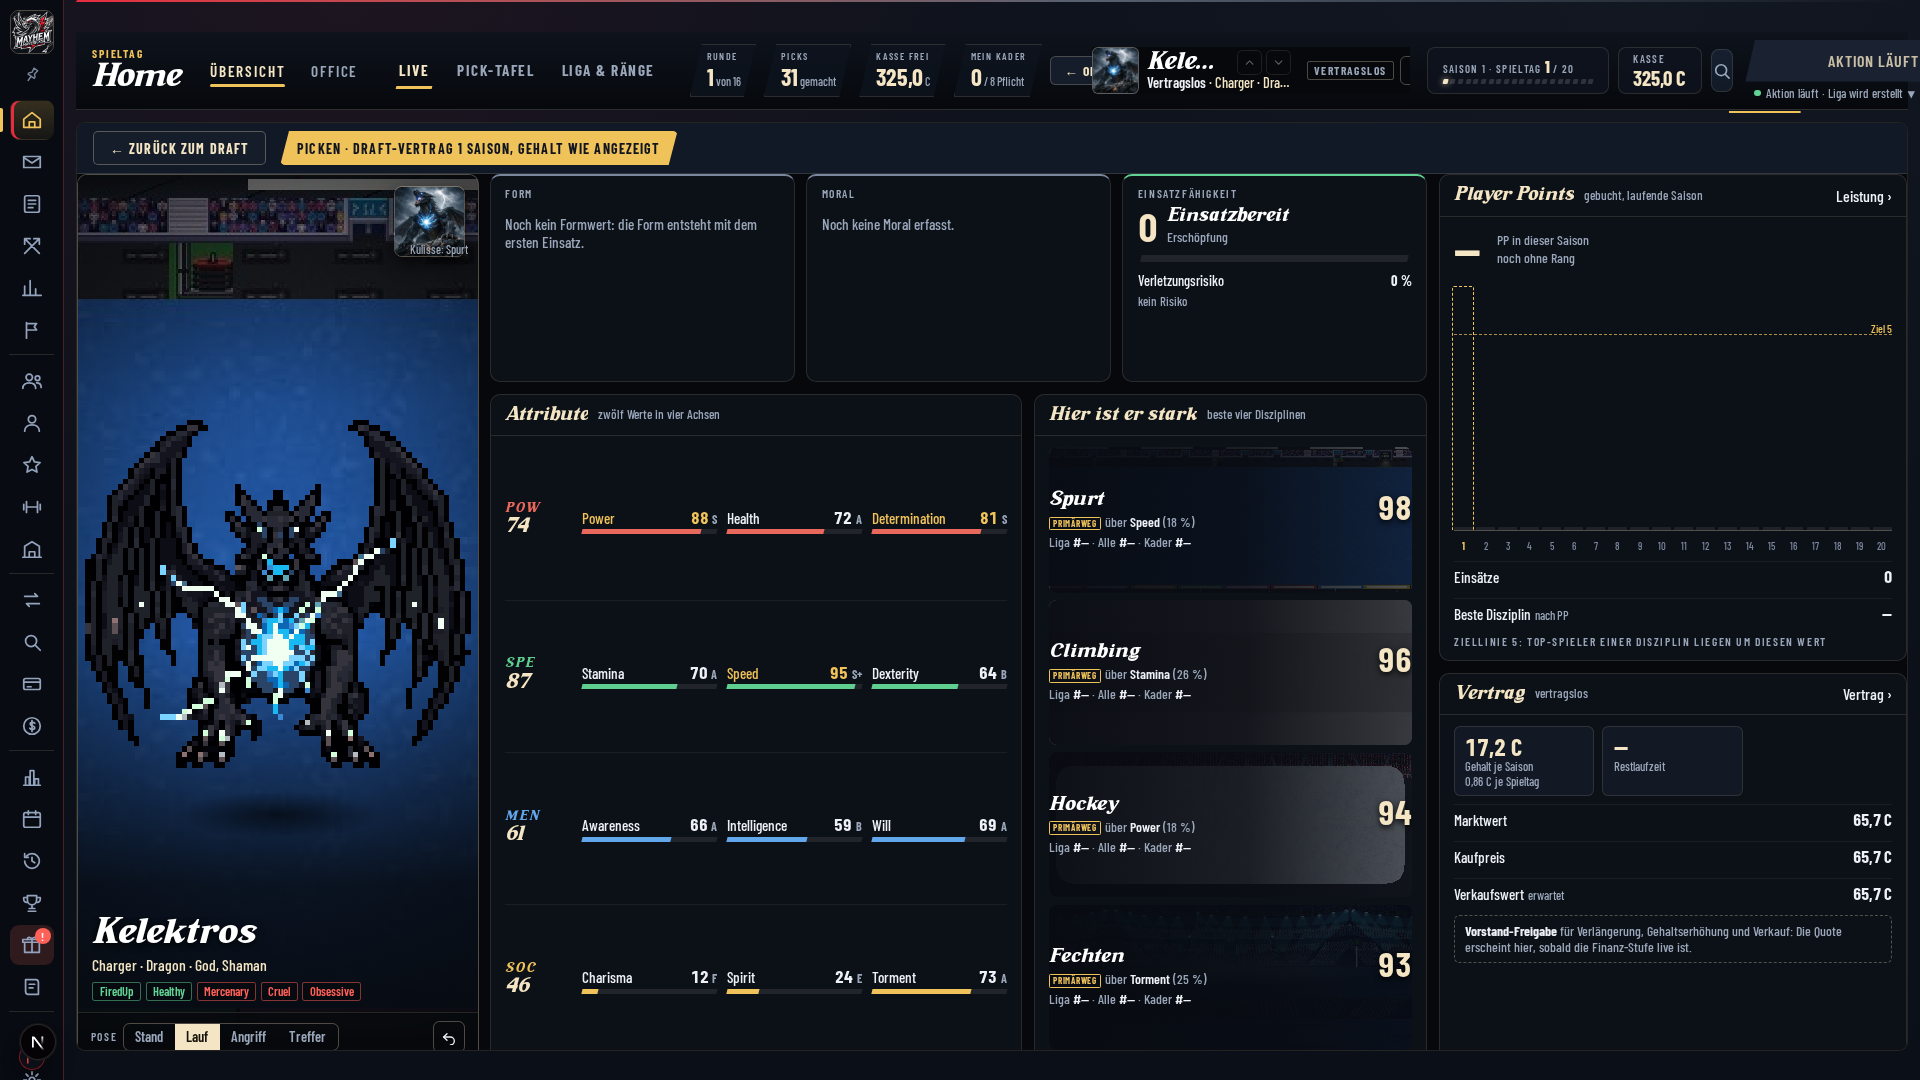 MAYHEM
SPIELTAG
Home
ÜBERSICHT
OFFICE
LIVE
PICK-TAFEL
LIGA & RÄNGE
RUNDE
1 von 16
PICKS
31 gemacht
KASSE FREI
325,0 C
MEIN KADER
0 / 8 Pflicht
Kele...
Vertragslos · Charger · Dra...
VERTRAGSLOS
SAISON 1 · SPIELTAG 1 / 20
KASSE
325,0 C
AKTION LÄUFT
Aktion läuft · Liga wird erstellt ▼
← ZURÜCK ZUM DRAFT
PICKEN · DRAFT-VERTRAG 1 SAISON, GEHALT WIE ANGEZEIGT
Kulisse: Spurt
Kelektros
Charger · Dragon · God, Shaman
FiredUp
Healthy
Mercenary
Cruel
Obsessive
POSE
Stand
Lauf
Angriff
Treffer
FORM
Noch kein Formwert: die Form entsteht mit dem
ersten Einsatz.
MORAL
Noch keine Moral erfasst.
EINSATZFÄHIGKEIT
0 Einsatzbereit
Erschöpfung
Verletzungsrisiko 0 %
kein Risiko
Attribute zwölf Werte in vier Achsen
POW
74
Power 88 S
Health 72 A
Determination 81 S
SPE
87
Stamina 70 A
Speed 95 S+
Dexterity 64 B
MEN
61
Awareness 66 A
Intelligence 59 B
Will 69 A
SOC
46
Charisma 12 F
Spirit 24 E
Torment 73 A
Hier ist er stark beste vier Disziplinen
Spurt 98
PRIMÄRWEG über Speed (18 %)
Liga #— · Alle #— · Kader #—
Climbing 96
PRIMÄRWEG über Stamina (26 %)
Liga #— · Alle #— · Kader #—
Hockey 94
PRIMÄRWEG über Power (18 %)
Liga #— · Alle #— · Kader #—
Fechten 93
PRIMÄRWEG über Torment (25 %)
Liga #— · Alle #— · Kader #—
Player Points gebucht, laufende Saison
Leistung ›
—
PP in dieser Saison
noch ohne Rang
Ziel 5
1 2 3 4 5 6 7 8 9 10 11 12 13 14 15 16 17 18 19 20
Einsätze 0
Beste Disziplin nach PP —
ZIELLINIE 5: TOP-SPIELER EINER DISZIPLIN LIEGEN UM DIESEN WERT
Vertrag vertragslos
Vertrag ›
17,2 C
Gehalt je Saison
0,86 C je Spieltag
—
Restlaufzeit
Marktwert 65,7 C
Kaufpreis 65,7 C
Verkaufswert erwartet 65,7 C
Vorstand-Freigabe für Verlängerung, Gehaltserhöhung und Verkauf: Die Quote
erscheint hier, sobald die Finanz-Stufe live ist.
!
N